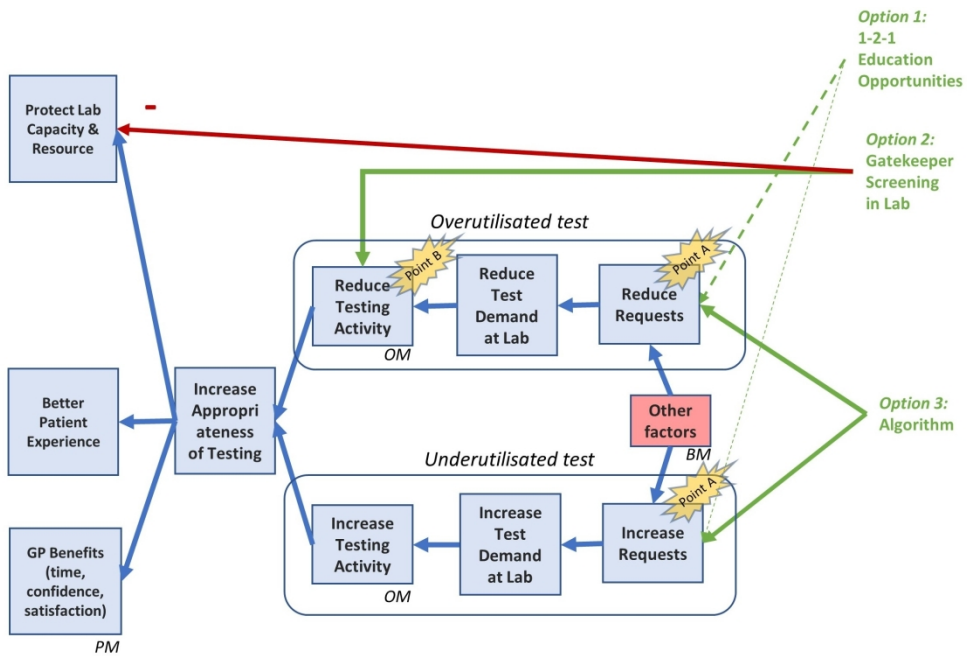 Option 1:
1-2-1
Education
Opportunities
Protect Lab
Capacity &
Resource
-
Option 2:
Gatekeeper
Screening
in Lab
Overutilisated test
Point B
Point A
Reduce
Testing
Activity
OM
Reduce
Test
Demand
at Lab
Reduce
Requests
Better
Patient
Experience
Increase
Appropri
ateness
of Testing
Other
factors
BM
Option 3:
Algorithm
Underutilisated test
Point A
Increase
Testing
Activity
OM
Increase
Test
Demand
at Lab
Increase
Requests
GP Benefits
(time,
confidence,
satisfaction)
PM